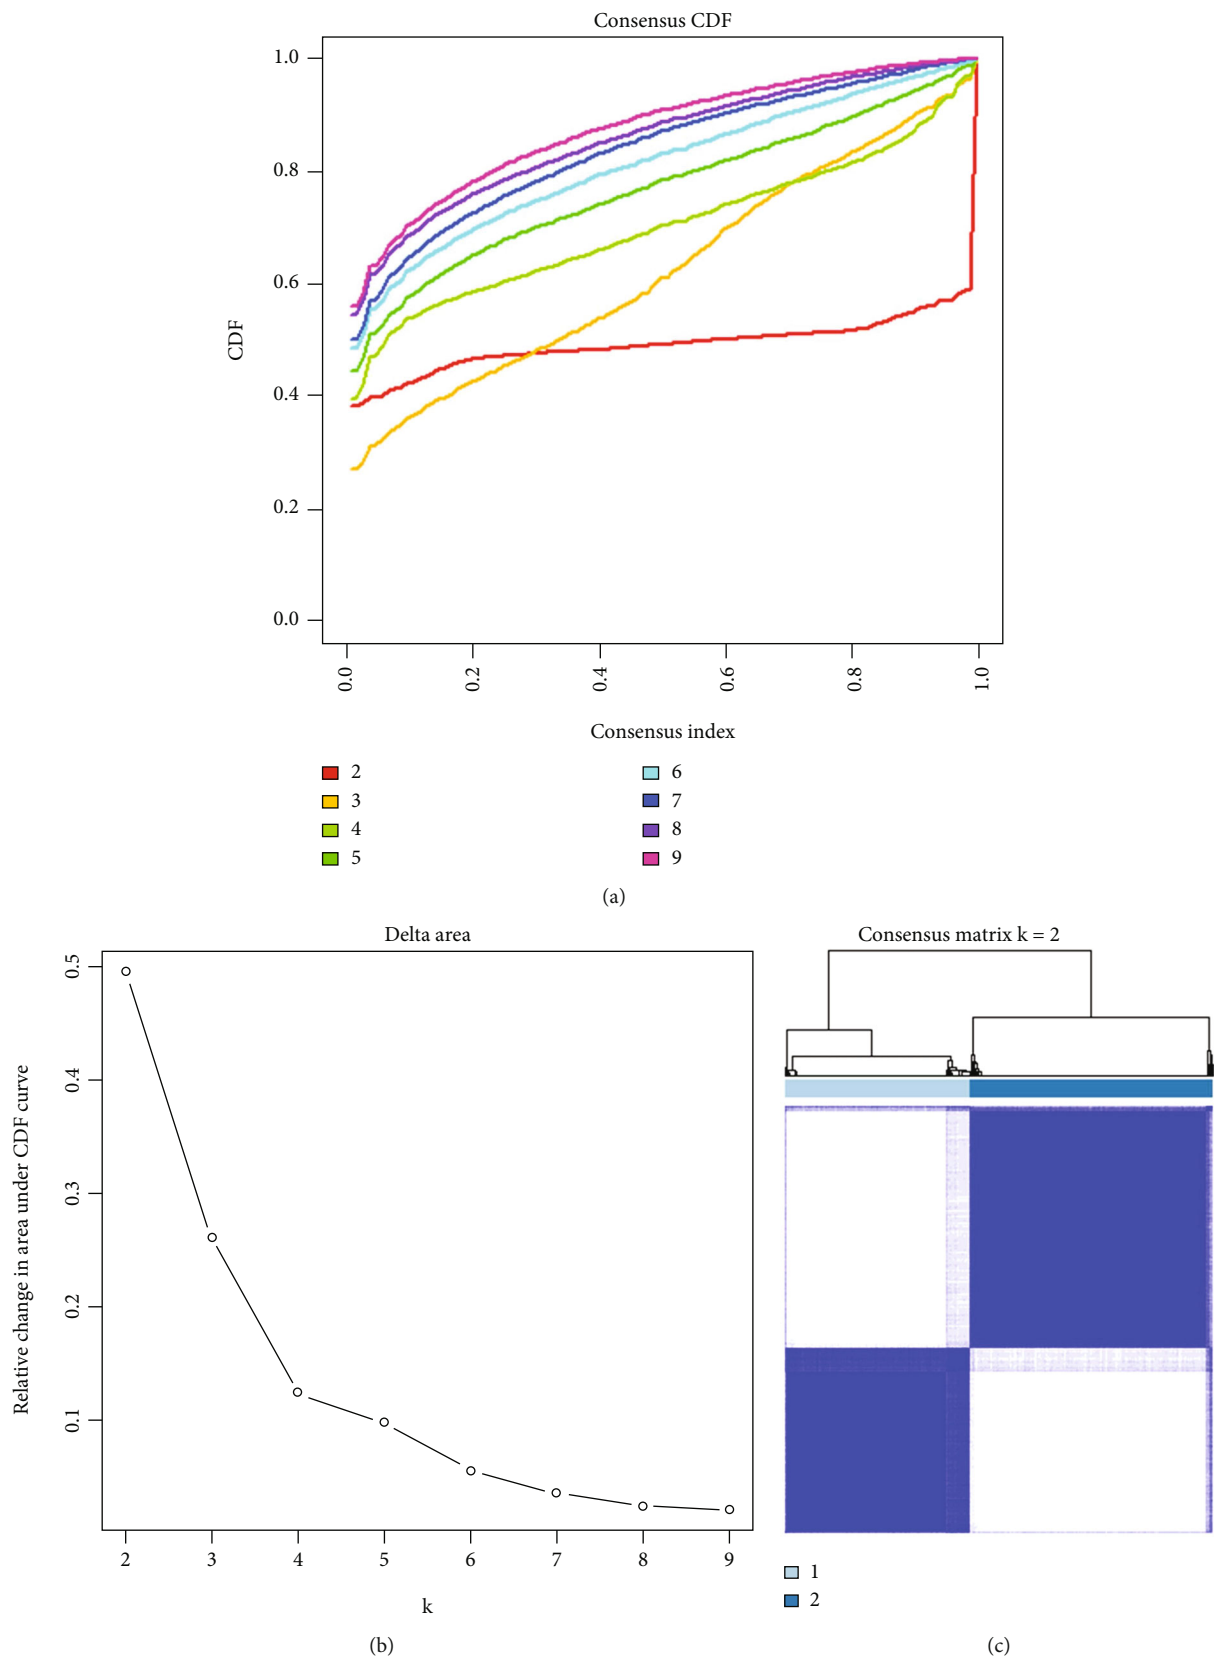 Consensus CDF
1.0
0.8
0.6
0.4
0.2
0.0
CDF
0.0 0.2 0.4 0.6 0.8 1.0
Consensus index
2 6
3 7
4 8
5 9
(a)
Delta area
0.5
0.4
0.3
0.2
0.1
Relative change in area under CDF curve
2 3 4 5 6 7 8 9
k
(b)
Consensus matrix k = 2
1
2
(c)